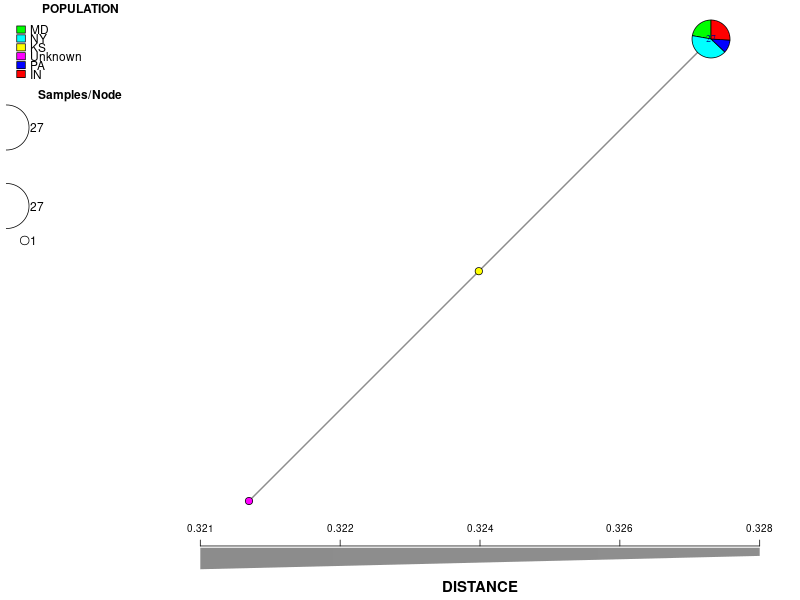 POPULATION
MD
NY
KS
Unknown
PA
IN
Samples/Node
27
27
1
0.321
0.322
0.324
0.326
0.328
DISTANCE